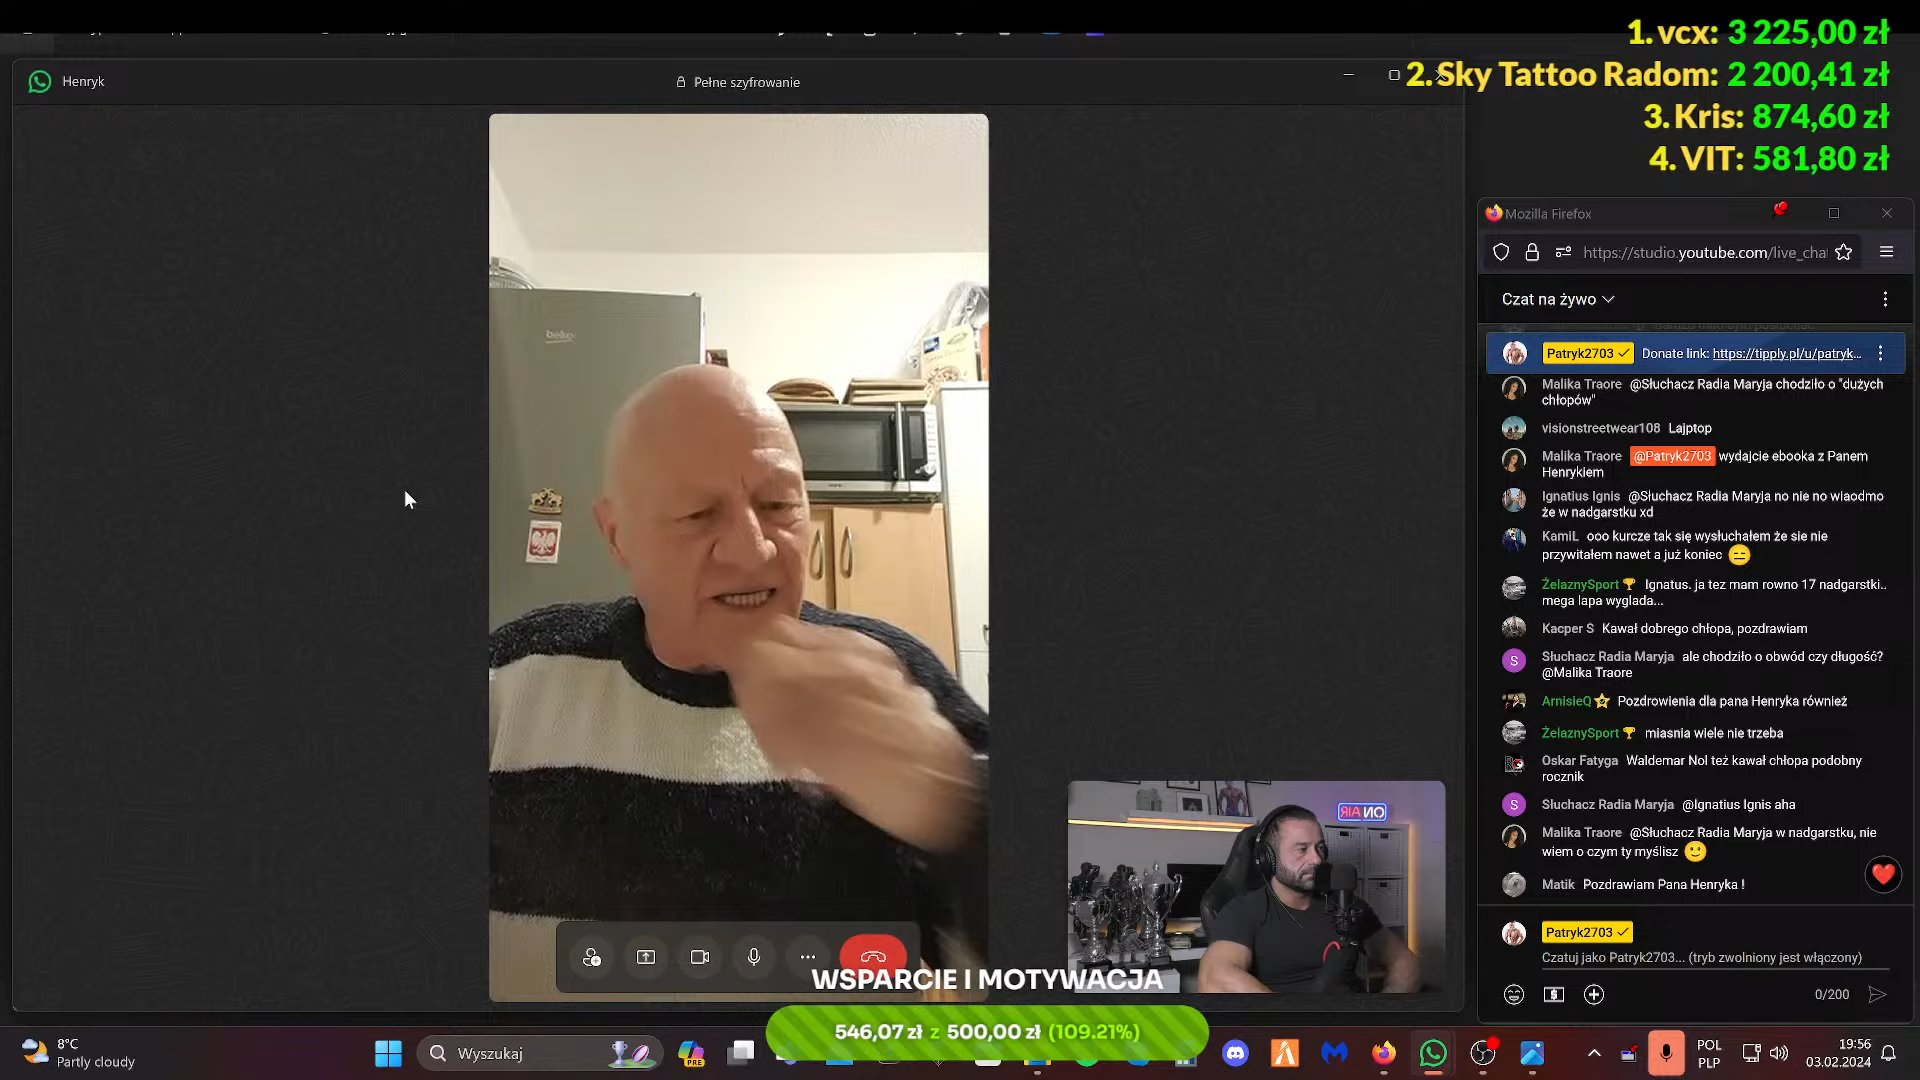 1. vcx: 3 225,00 zł
2. Sky Tattoo Radom: 2 200,41 zł
3. Kris: 874,60 zł
4. VIT: 581,80 zł
Henryk
Pełne szyfrowanie
beko
Mozilla Firefox
https://studio.youtube.com/live_cha
Czat na żywo
Patryk2703 Donate link: https://tipply.pl/u/patryk...
Malika Traore @Słuchacz Radia Maryja chodziło o "dużych
chłopów"
visionstreetwear108 Lajptop
Malika Traore @Patryk2703 wydajcie ebooka z Panem
Henrykiem
Ignatius Ignis @Słuchacz Radia Maryja no nie no wiaodmo
że w nadgarstku xd
KamiL ooo kurcze tak się wysłuchałem że sie nie
przywitałem nawet a już koniec 😑
ŻelaznySport Ignatus. ja tez mam rowno 17 nadgarstki..
mega lapa wyglada...
Kacper S Kawał dobrego chłopa, pozdrawiam
S Słuchacz Radia Maryja ale chodziło o obwód czy długość?
@Malika Traore
ArnisieQ Pozdrowienia dla pana Henryka również
ŻelaznySport miasnia wiele nie trzeba
Oskar Fatyga Waldemar Nol też kawał chłopa podobny
rocznik
S Słuchacz Radia Maryja @Ignatius Ignis aha
Malika Traore @Słuchacz Radia Maryja w nadgarstku, nie
wiem o czym ty myślisz 🙂
Matik Pozdrawiam Pana Henryka !
Patryk2703
Czatuj jako Patryk2703... (tryb zwolniony jest włączony)
0/200
ON AIR
WSPARCIE I MOTYWACJA
546,07 zł z 500,00 zł (109.21%)
8°C
Partly cloudy
Wyszukaj
PRE
POL
PLP
19:56
03.02.2024